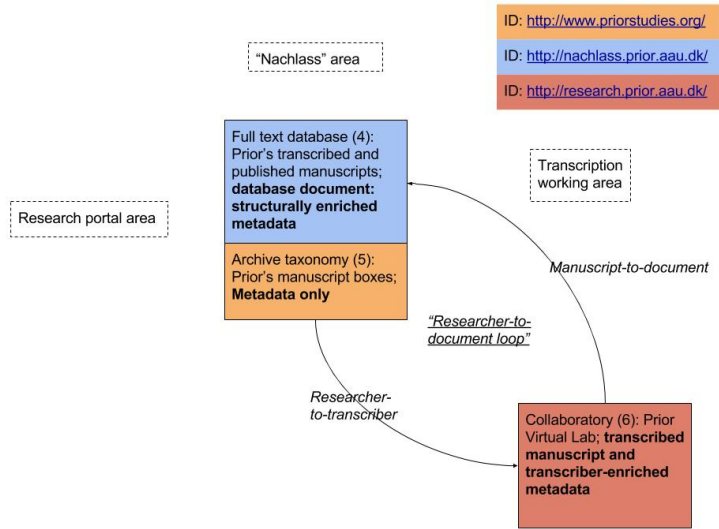 ID: http://www.priorstudies.org/
ID: http://nachlass.prior.aau.dk/
ID: http://research.prior.aau.dk/
“Nachlass” area
Full text database (4):
Prior’s transcribed and
published manuscripts;
database document:
structurally enriched
metadata
Transcription
working area
Research portal area
Archive taxonomy (5):
Prior’s manuscript boxes;
Metadata only
Manuscript-to-document
“Researcher-to-
document loop”
Researcher-
to-transcriber
Collaboratory (6): Prior
Virtual Lab; transcribed
manuscript and
transcriber-enriched
metadata